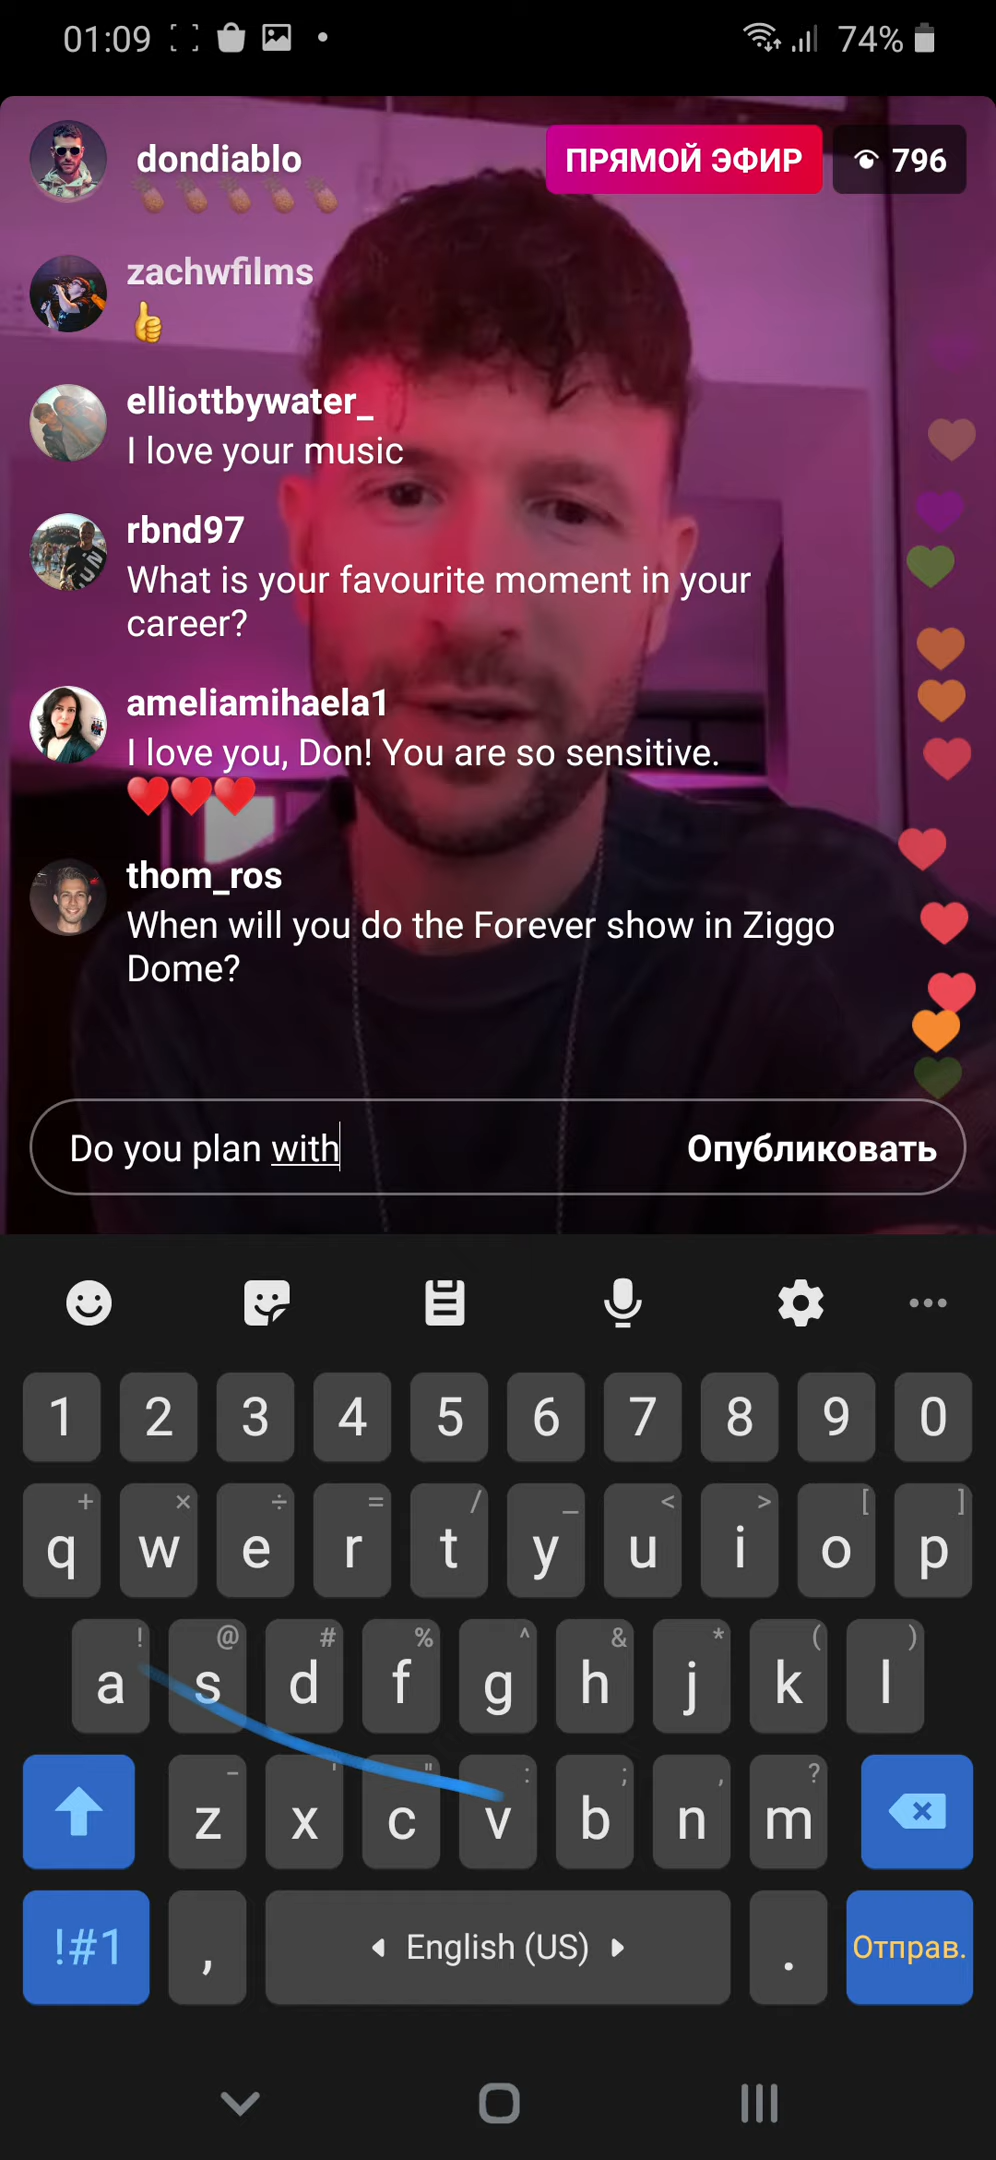 01:09 74%
dondiablo ПРЯМОЙ ЭФИР 796
zachwfilms
elliottbywater_
I love your music
rbnd97
What is your favourite moment in your
career?
ameliamihaela1
I love you, Don! You are so sensitive.
thom_ros
When will you do the Forever show in Ziggo
Dome?
Do you plan with Опубликовать
1 2 3 4 5 6 7 8 9 0
+ × ÷ = / _ < > [ ]
q w e r t y u i o p
! @ # % ^ & * ( )
a s d f g h j k l
- ' " : ; , ?
z x c v b n m
!#1 , English (US) . Отправ.